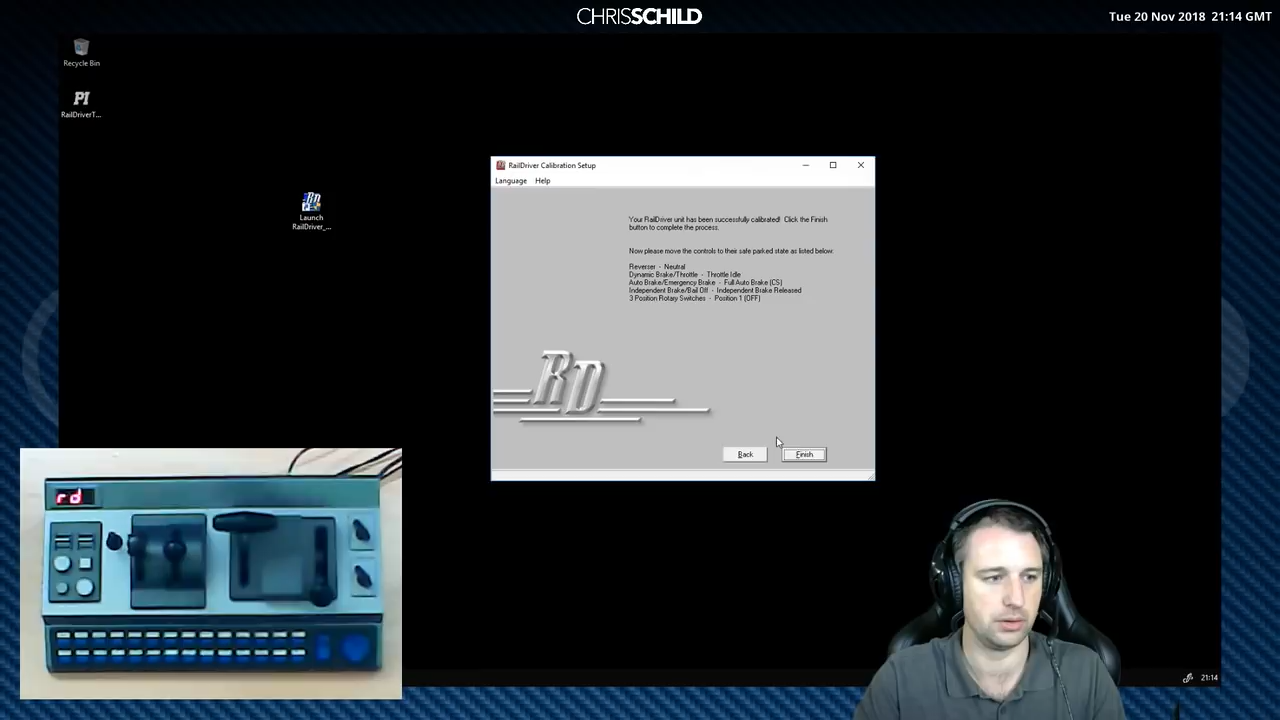 CHRISSCHILD
Tue 20 Nov 2018 21:14 GMT
Recycle Bin
PI
RailDriverT...
RD
Launch
RailDriver_...
RailDriver Calibration Setup
Language Help
Your RailDriver unit has been successfully calibrated! Click the Finish
button to complete the process.
Now please move the controls to their safe parked state as listed below:
Reverser - Neutral
Dynamic Brake/Throttle - Throttle Idle
Auto Brake/Emergency Brake - Full Auto Brake (CS)
Independent Brake/Bail Off - Independent Brake Released
3 Position Rotary Switches - Position 1 (OFF)
RD
Back Finish
rd
21:14